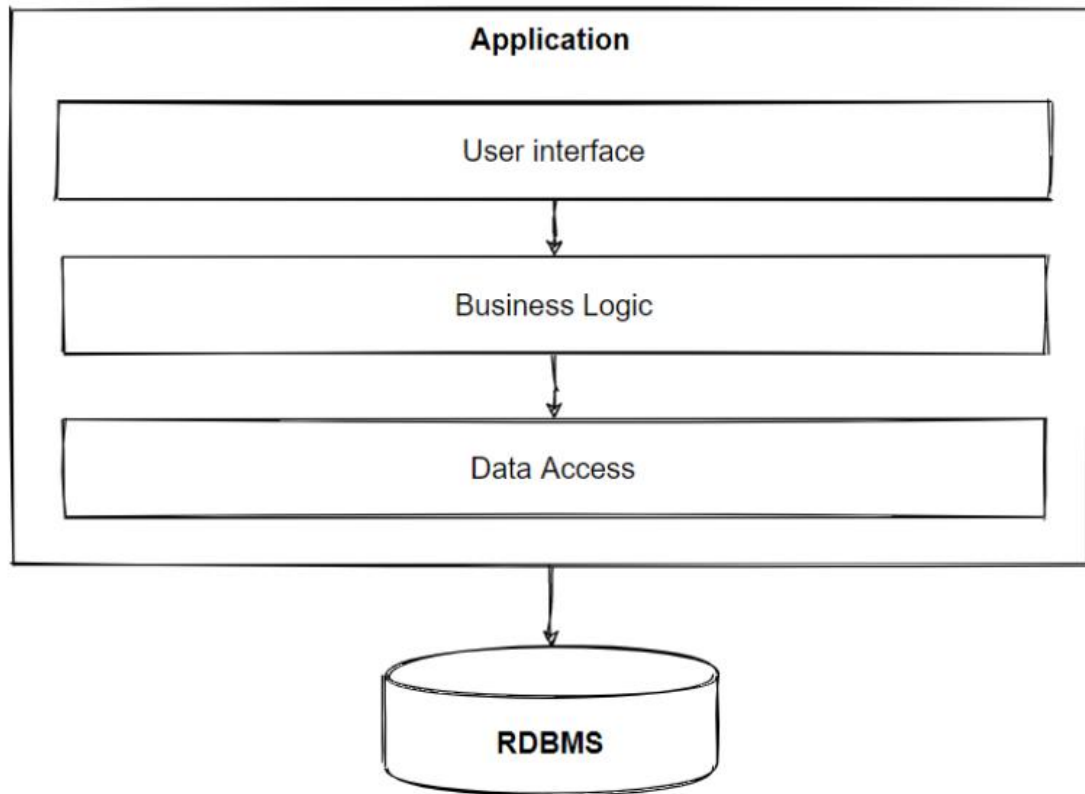 Application
User interface
Business Logic
Data Access
RDBMS